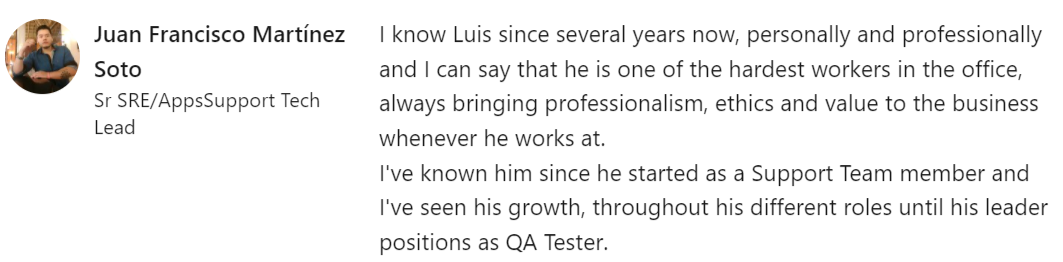 Juan Francisco Martínez
Soto
Sr SRE/AppsSupport Tech
Lead
I know Luis since several years now, personally and professionally
and I can say that he is one of the hardest workers in the office,
always bringing professionalism, ethics and value to the business
whenever he works at.
I've known him since he started as a Support Team member and
I've seen his growth, throughout his different roles until his leader
positions as QA Tester.